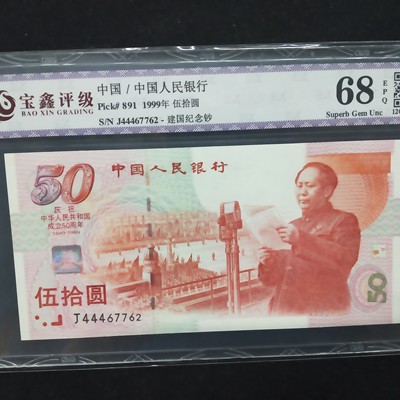 宝鑫评级
BAO XIN GRADING
中国 / 中国人民银行
Pick# 891 1999年 伍拾圆
S/N J44467762 - 建国纪念钞
68
EPQ
Superb Gem Unc
50
中国人民银行
庆祝
中华人民共和国
成立50周年
伍拾圆
J44467762
50